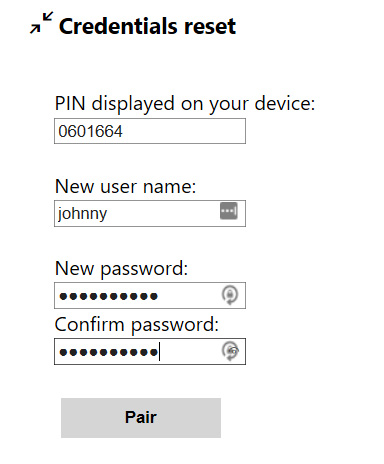 Credentials reset
PIN displayed on your device:
0601664
New user name:
johnny
New password:
●●●●●●●●●●
Confirm password:
●●●●●●●●●●
Pair